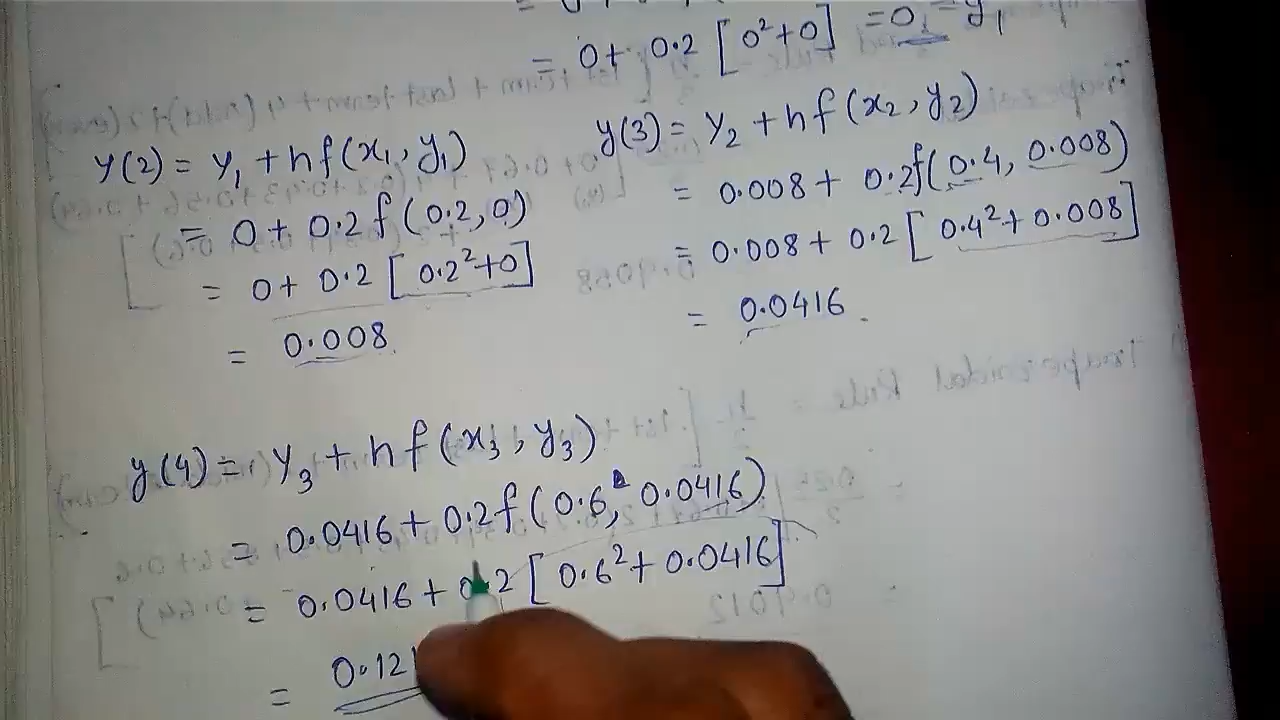 = 0 + 0.2 [0²+0] = 0 = y₁
y(2) = y₁ + hf(x₁, y₁)
= 0 + 0.2 f(0.2, 0)
= 0 + 0.2 [0.2²+0]
= 0.008
y(3) = y₂ + hf(x₂, y₂)
= 0.008 + 0.2f(0.4, 0.008)
= 0.008 + 0.2 [0.4² + 0.008]
= 0.0416
y(4) = y₃ + hf(x₃, y₃)
= 0.0416 + 0.2f(0.6, 0.0416)
= 0.0416 + 0.2 [0.6² + 0.0416]
= 0.121